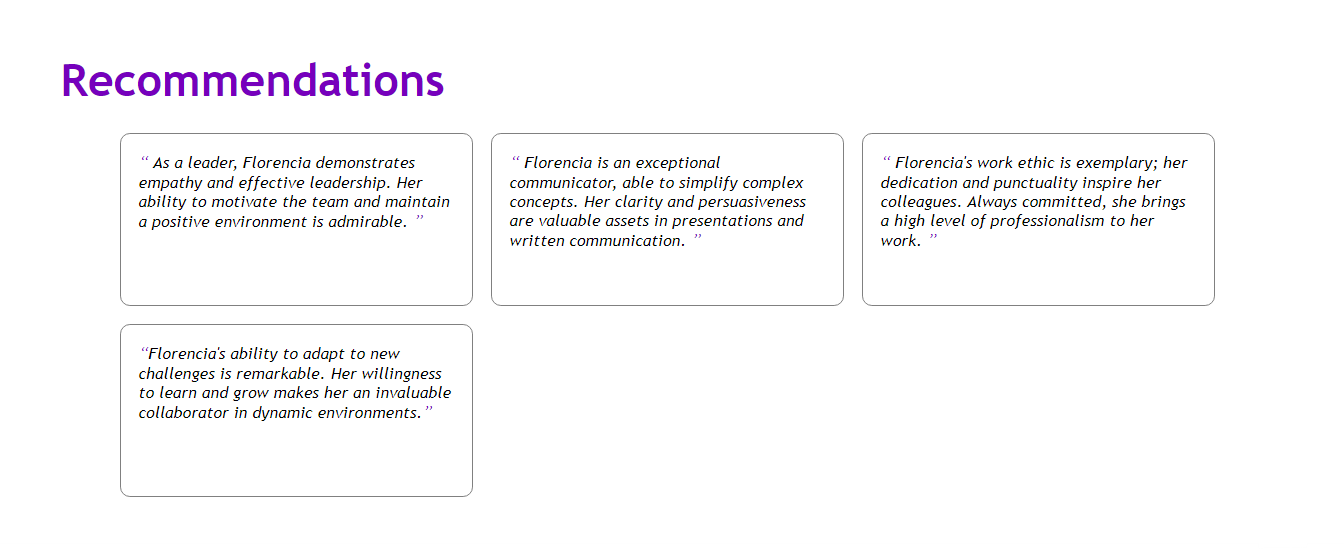 Recommendations
“ As a leader, Florencia demonstrates
empathy and effective leadership. Her
ability to motivate the team and maintain
a positive environment is admirable. ”
“ Florencia is an exceptional
communicator, able to simplify complex
concepts. Her clarity and persuasiveness
are valuable assets in presentations and
written communication. ”
“ Florencia's work ethic is exemplary; her
dedication and punctuality inspire her
colleagues. Always committed, she brings
a high level of professionalism to her
work. ”
“Florencia's ability to adapt to new
challenges is remarkable. Her willingness
to learn and grow makes her an invaluable
collaborator in dynamic environments.”